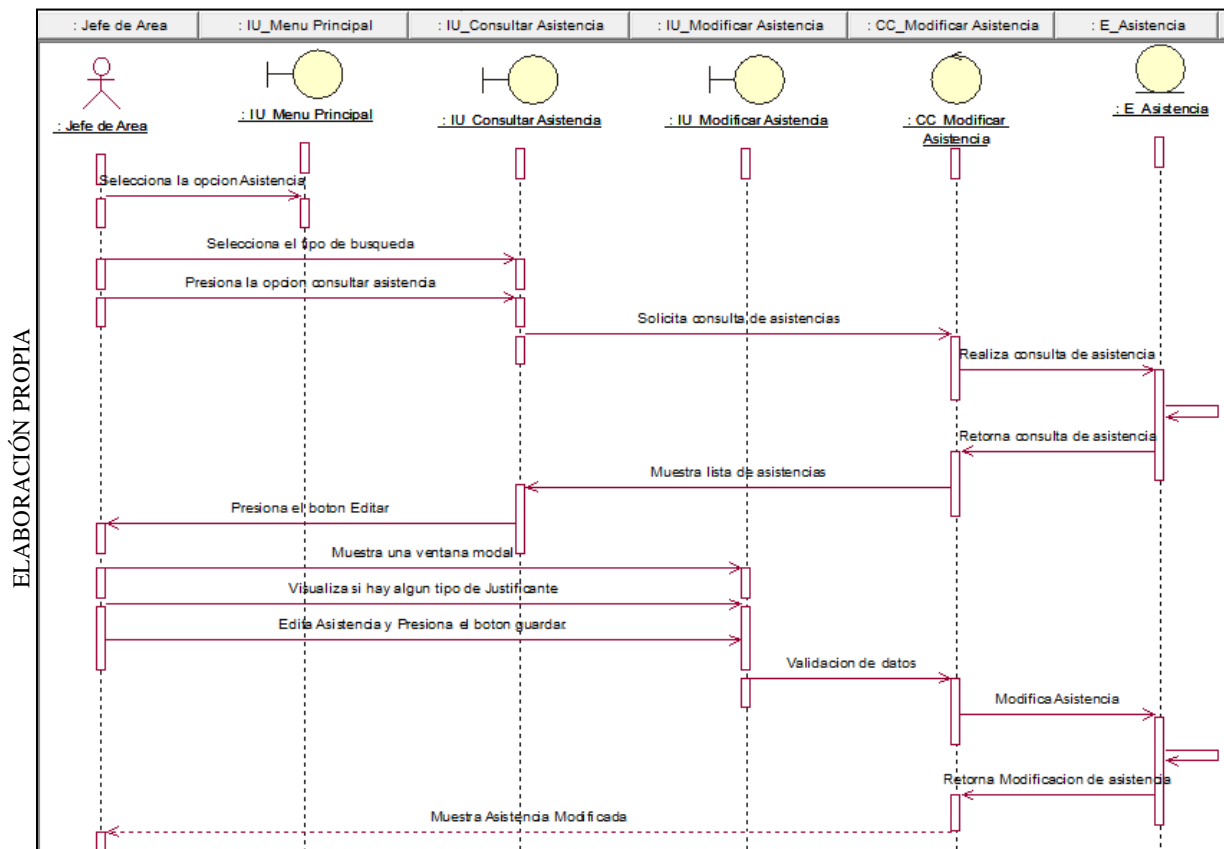 : Jefe de Area
: IU_Menu Principal
: IU_Consultar Asistencia
: IU_Modificar Asistencia
: CC_Modificar Asistencia
: E_Asistencia
: Jefe de Area
: IU_Menu Principal
: IU_Consultar Asistencia
: IU_Modificar Asistencia
: CC_Modificar
Asistencia
: E_Asistencia
Selecciona la opcion Asistencia
Selecciona el tipo de busqueda
Presiona la opcion consultar asistencia
Solicita consulta de asistencias
Realiza consulta de asistencia
Retorna consulta de asistencia
Muestra lista de asistencias
Presiona el boton Editar
Muestra una ventana modal
Visualiza si hay algun tipo de Justificante
Edita Asistencia y Presiona el boton guardar.
Validacion de datos
Modifica Asistencia
Retorna Modificacion de asistencia
Muestra Asistencia Modificada
ELABORACIÓN PROPIA